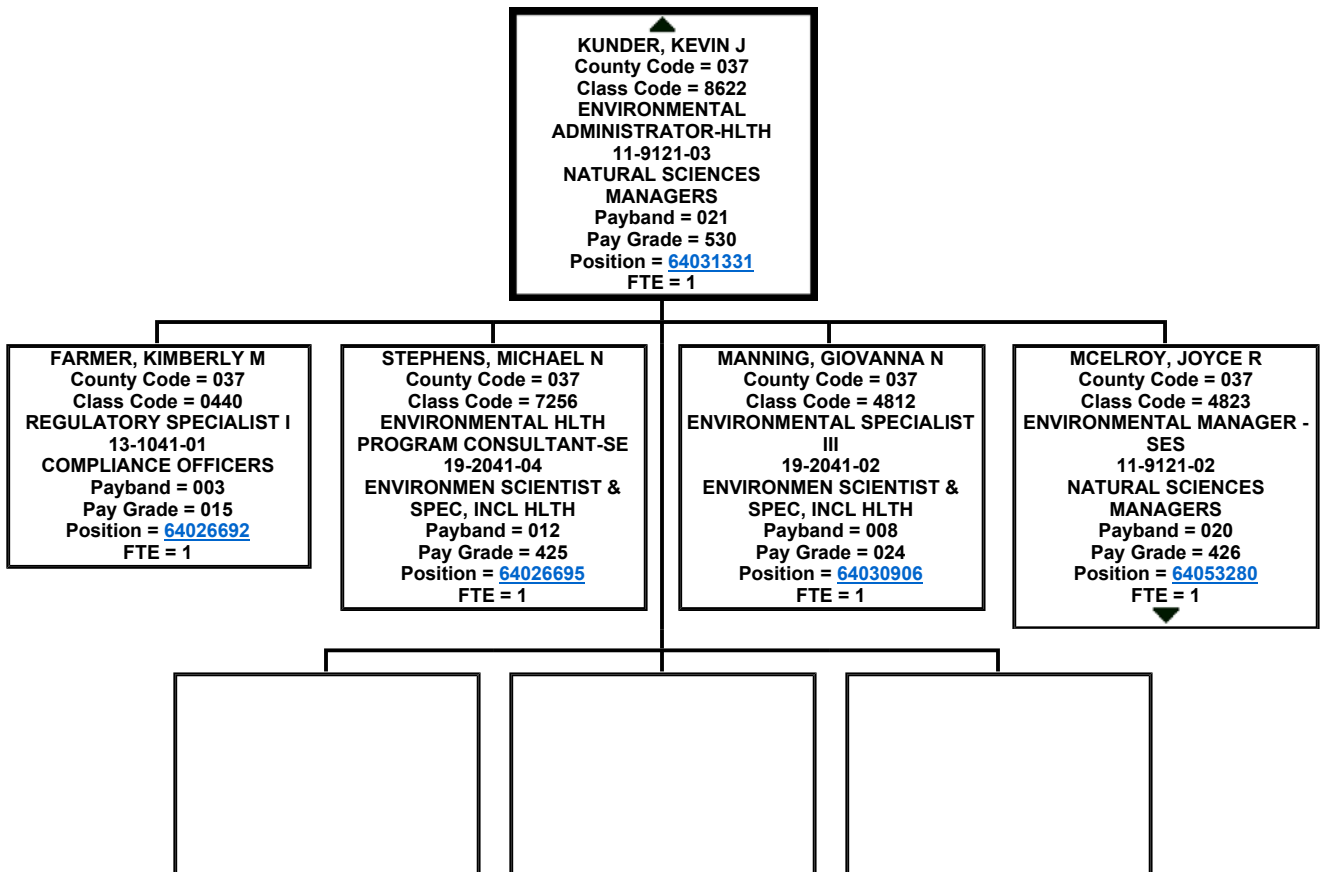 KUNDER, KEVIN J
County Code = 037
Class Code = 8622
ENVIRONMENTAL
ADMINISTRATOR-HLTH
11-9121-03
NATURAL SCIENCES
MANAGERS
Payband = 021
Pay Grade = 530
Position = 64031331
FTE = 1
FARMER, KIMBERLY M
County Code = 037
Class Code = 0440
REGULATORY SPECIALIST I
13-1041-01
COMPLIANCE OFFICERS
Payband = 003
Pay Grade = 015
Position = 64026692
FTE = 1
STEPHENS, MICHAEL N
County Code = 037
Class Code = 7256
ENVIRONMENTAL HLTH
PROGRAM CONSULTANT-SE
19-2041-04
ENVIRONMEN SCIENTIST &
SPEC, INCL HLTH
Payband = 012
Pay Grade = 425
Position = 64026695
FTE = 1
MANNING, GIOVANNA N
County Code = 037
Class Code = 4812
ENVIRONMENTAL SPECIALIST
III
19-2041-02
ENVIRONMEN SCIENTIST &
SPEC, INCL HLTH
Payband = 008
Pay Grade = 024
Position = 64030906
FTE = 1
MCELROY, JOYCE R
County Code = 037
Class Code = 4823
ENVIRONMENTAL MANAGER -
SES
11-9121-02
NATURAL SCIENCES
MANAGERS
Payband = 020
Pay Grade = 426
Position = 64053280
FTE = 1